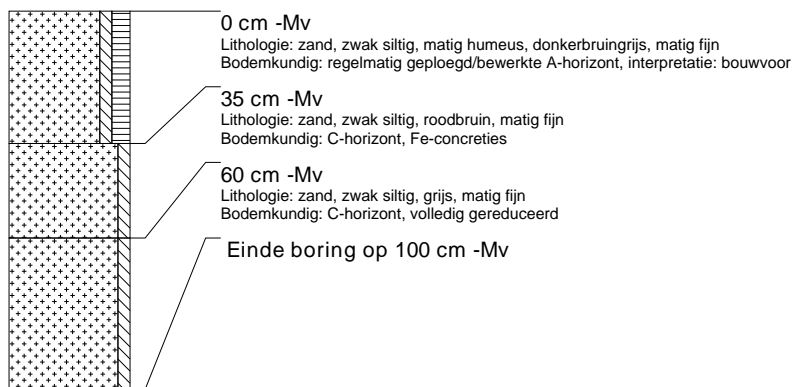 0 cm -Mv
Lithologie: zand, zwak siltig, matig humeus, donkerbruingrijs, matig fijn
Bodemkundig: regelmatig geploegd/bewerkte A-horizont, interpretatie: bouwvoor
35 cm -Mv
Lithologie: zand, zwak siltig, roodbruin, matig fijn
Bodemkundig: C-horizont, Fe-concreties
60 cm -Mv
Lithologie: zand, zwak siltig, grijs, matig fijn
Bodemkundig: C-horizont, volledig gereduceerd
Einde boring op 100 cm -Mv